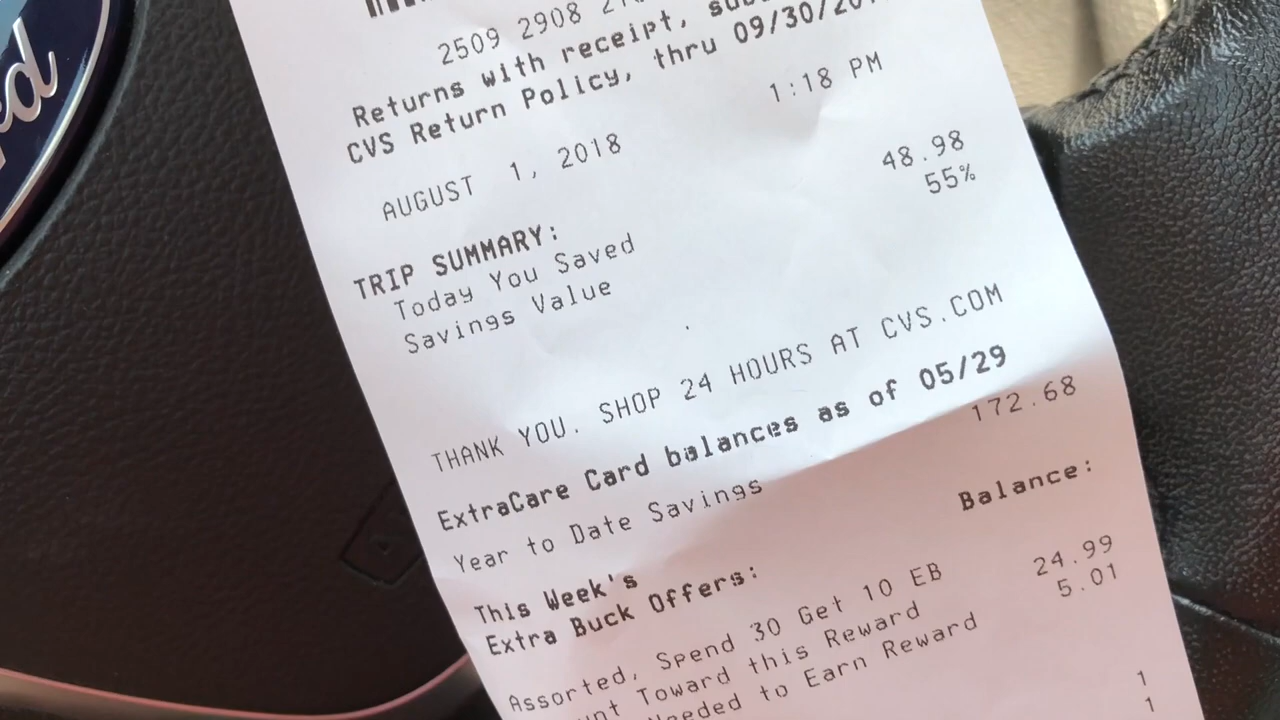 2509 2908
Returns with receipt,
CVS Return Policy, thru 09/30/201
AUGUST 1, 2018 1:18 PM
TRIP SUMMARY:
Today You Saved 48.98
Savings Value 55%
THANK YOU. SHOP 24 HOURS AT CVS.COM
ExtraCare Card balances as of 05/29
Year to Date Savings 172.68
This Week's Balance:
Extra Buck Offers:
Assorted, Spend 30 Get 10 EB
Toward this Reward 24.99
Needed to Earn Reward 5.01
1
1